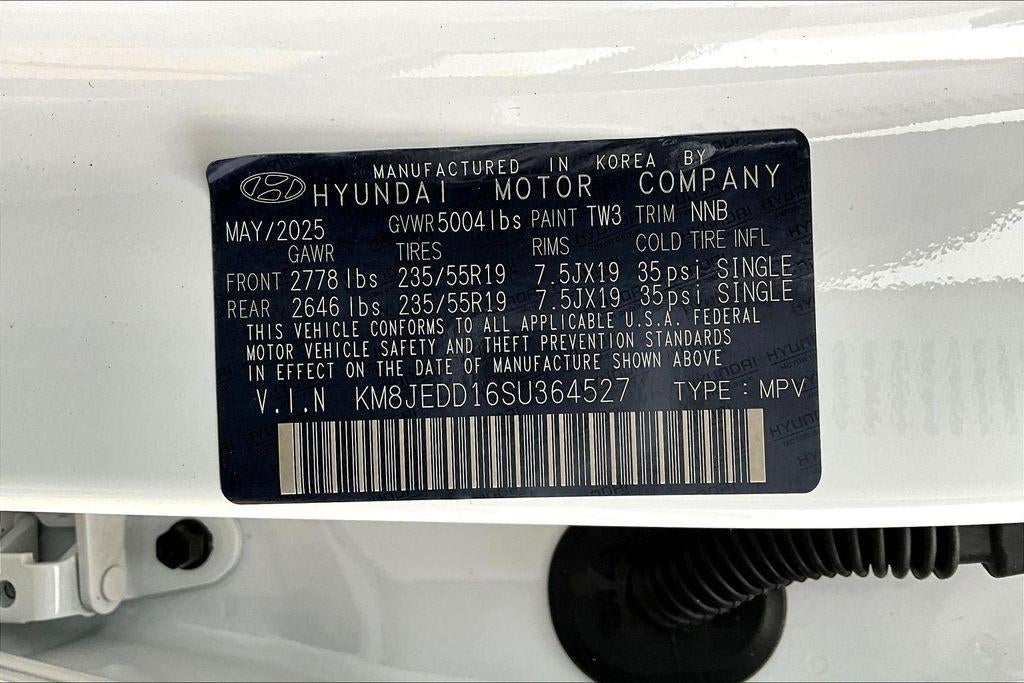 MANUFACTURED IN KOREA BY
HYUNDAI MOTOR COMPANY
MAY/2025 GVWR 5004lbs PAINT TW3 TRIM NNB
GAWR TIRES RIMS COLD TIRE INFL
FRONT 2778 lbs 235/55R19 7.5JX19 35psi SINGLE
REAR 2646 lbs 235/55R19 7.5JX19 35psi SINGLE
THIS VEHICLE CONFORMS TO ALL APPLICABLE U.S.A. FEDERAL
MOTOR VEHICLE SAFETY AND THEFT PREVENTION STANDARDS
IN EFFECT ON THE DATE OF MANUFACTURE SHOWN ABOVE
V.I.N KM8JEDD16SU364527 TYPE : MPV